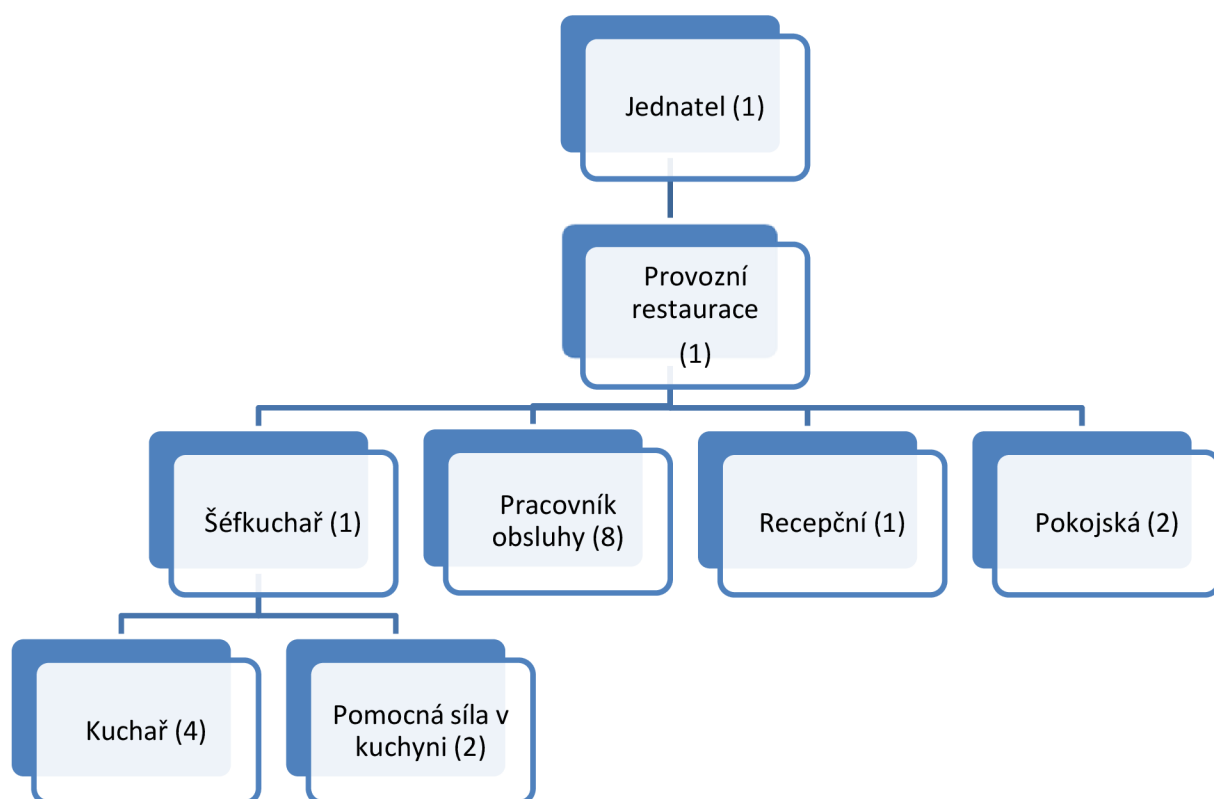 Jednatel (1)
Provozní
restaurace
(1)
Šéfkuchař (1)
Pracovník
obsluhy (8)
Recepční (1)
Pokojská (2)
Kuchař (4)
Pomocná síla v
kuchyni (2)